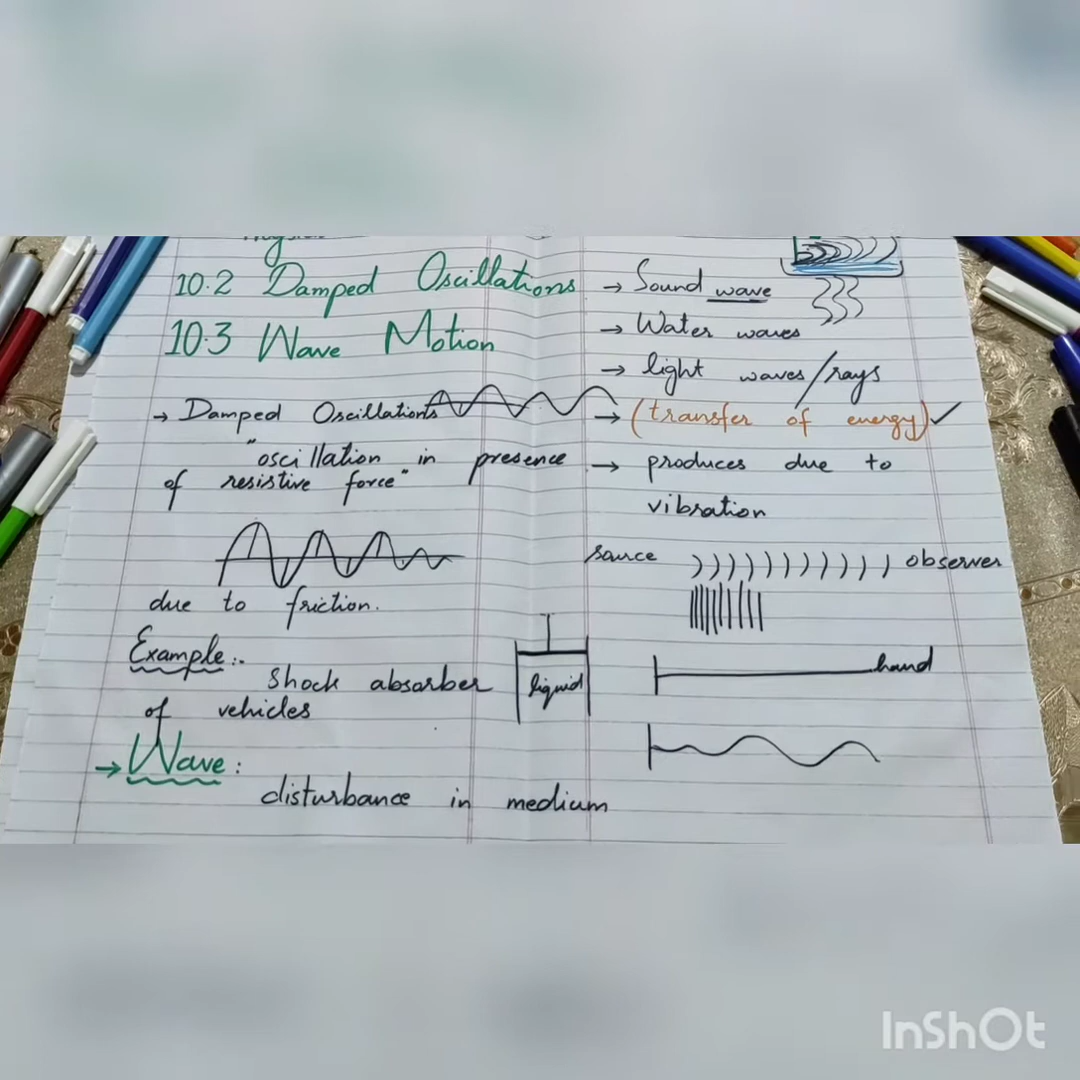 10.2 Damped Oscillations
10.3 Wave Motion
→ Damped Oscillations
"oscillation in presence
of resistive force"
due to friction.
Example:-
Shock absorber
of vehicles
liquid
→ Wave:
disturbance in medium
→ Sound wave
→ Water waves
→ light waves/rays
→ (transfer of energy) ✓
→ produces due to
vibration
source ))))))))))) observer
hand
InShOt